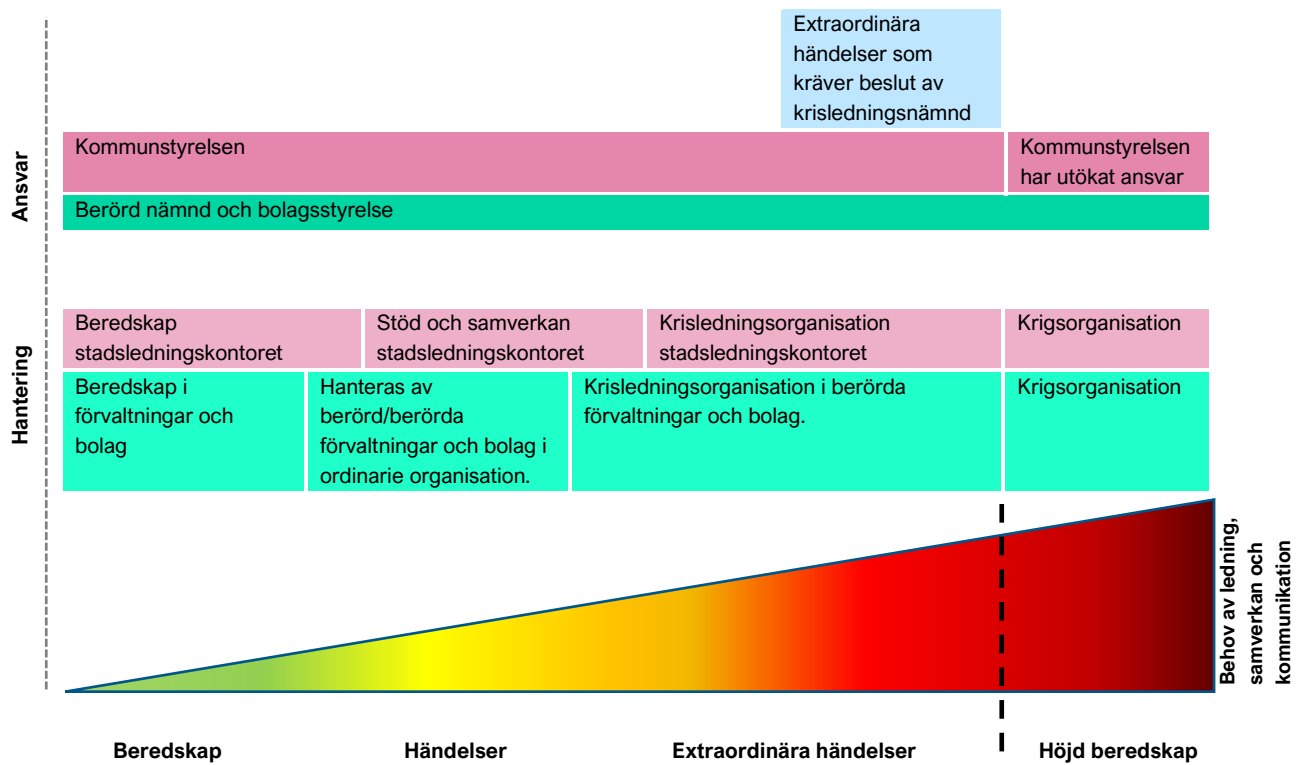 Extraordinära
händelser som
kräver beslut av
krisledningsnämnd
Ansvar
Kommunstyrelsen
Kommunstyrelsen
har utökat ansvar
Berörd nämnd och bolagsstyrelse
Hantering
Beredskap
stadsledningskontoret
Stöd och samverkan
stadsledningskontoret
Krisledningsorganisation
stadsledningskontoret
Krigsorganisation
Beredskap i
förvaltningar och
bolag
Hanteras av
berörd/berörda
förvaltningar och bolag i
ordinarie organisation.
Krisledningsorganisation i berörda
förvaltningar och bolag.
Krigsorganisation
Behov av ledning,
samverkan och
kommunikation
Beredskap
Händelser
Extraordinära händelser
Höjd beredskap